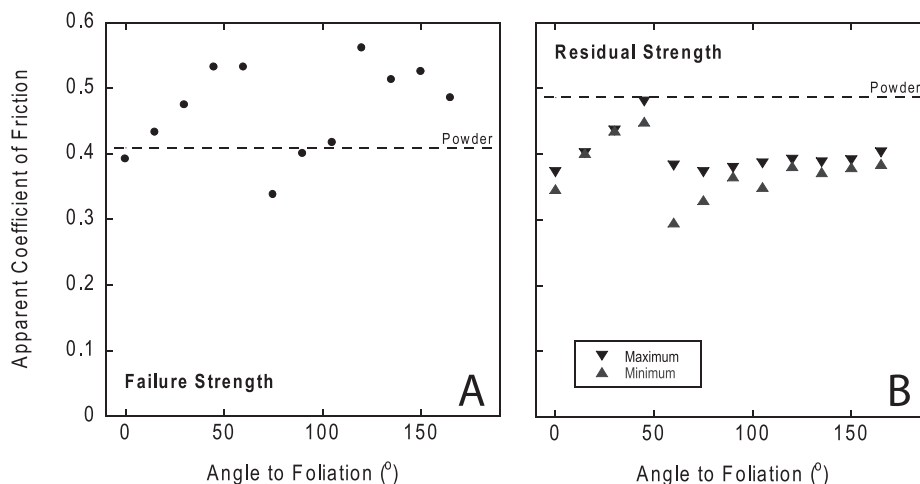 Apparent Coefficient of Friction
0.6
0.5
0.4
0.3
0.2
0.1
0
Powder
Failure Strength
A
0 50 100 150
Angle to Foliation (º)
Residual Strength
Powder
Maximum
Minimum
B
0 50 100 150
Angle to Foliation (º)